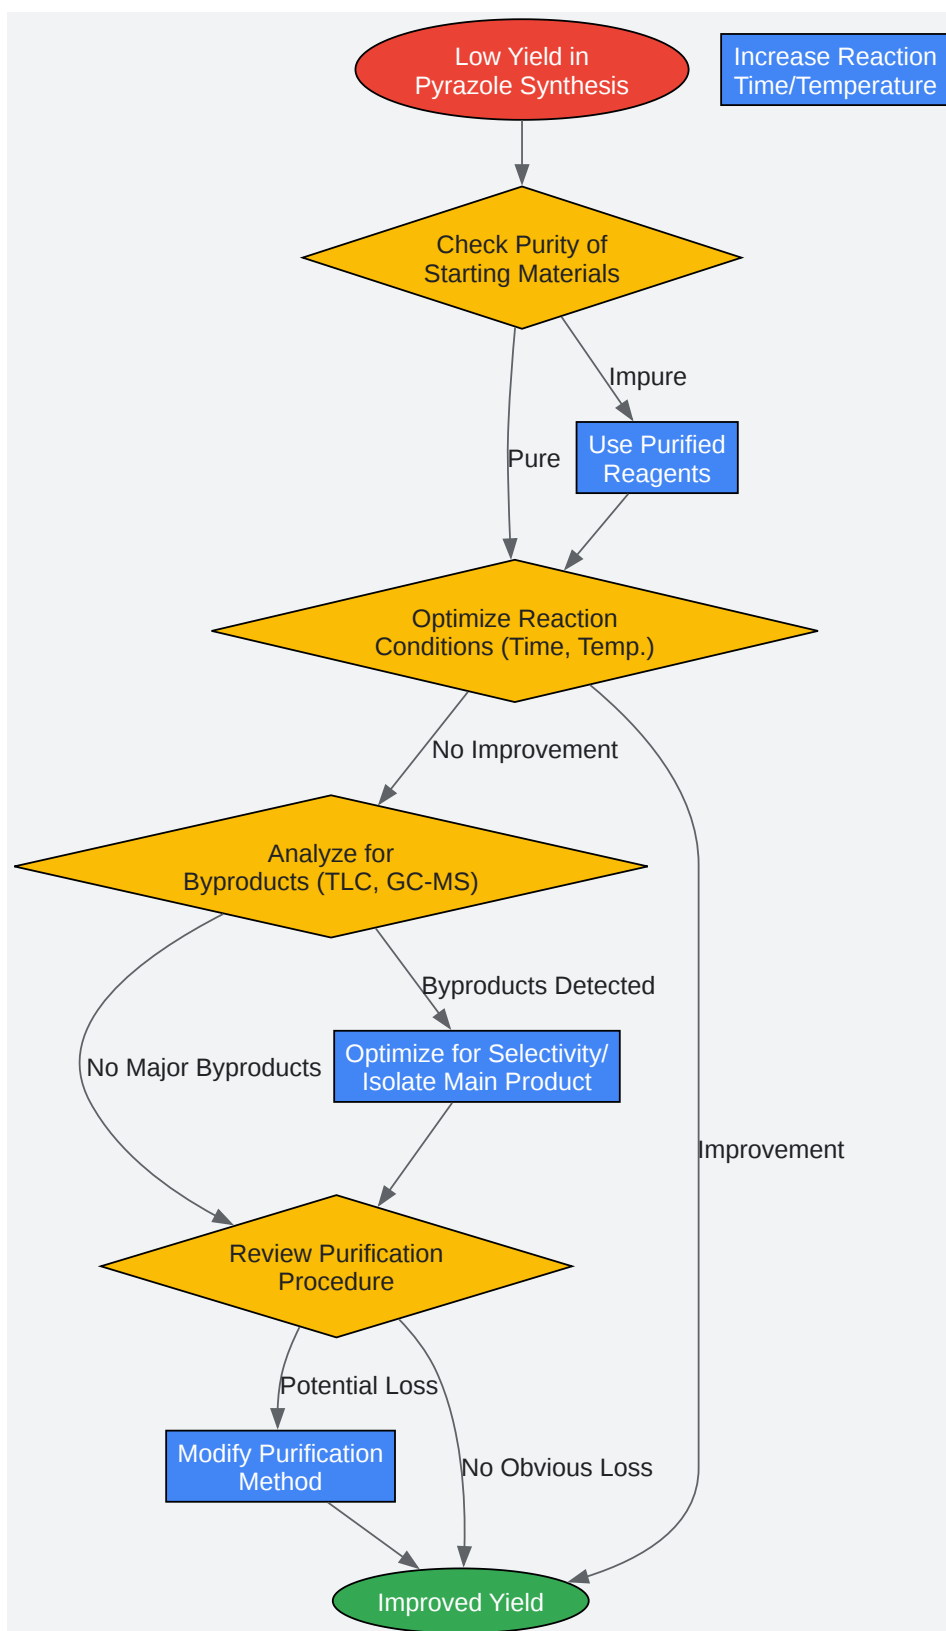 Low Yield in
Pyrazole Synthesis
Increase Reaction
Time/Temperature
Check Purity of
Starting Materials
Impure
Pure
Use Purified
Reagents
Optimize Reaction
Conditions (Time, Temp.)
No Improvement
Analyze for
Byproducts (TLC, GC-MS)
Byproducts Detected
No Major Byproducts
Optimize for Selectivity/
Isolate Main Product
Improvement
Review Purification
Procedure
Potential Loss
Modify Purification
Method
No Obvious Loss
Improved Yield